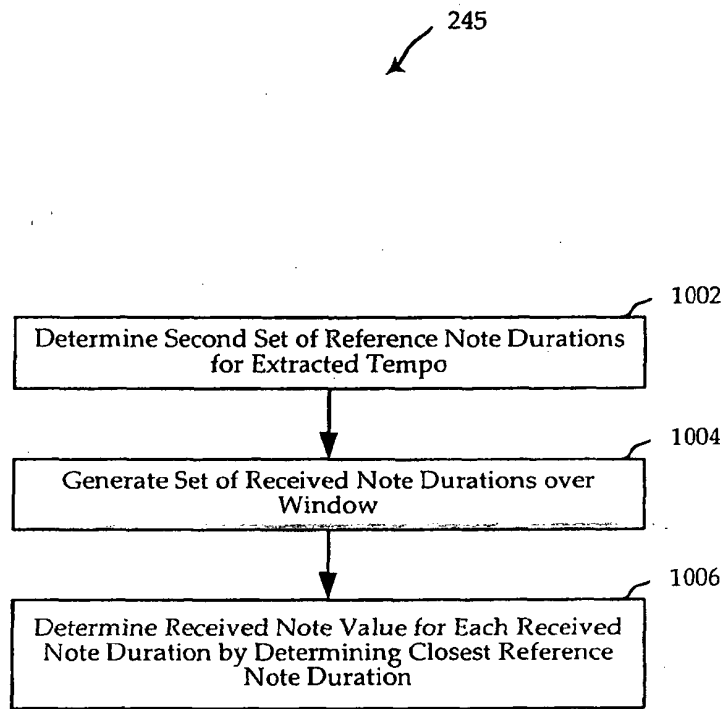 245
1002
Determine Second Set of Reference Note Durations
for Extracted Tempo
1004
Generate Set of Received Note Durations over
Window
1006
Determine Received Note Value for Each Received
Note Duration by Determining Closest Reference
Note Duration